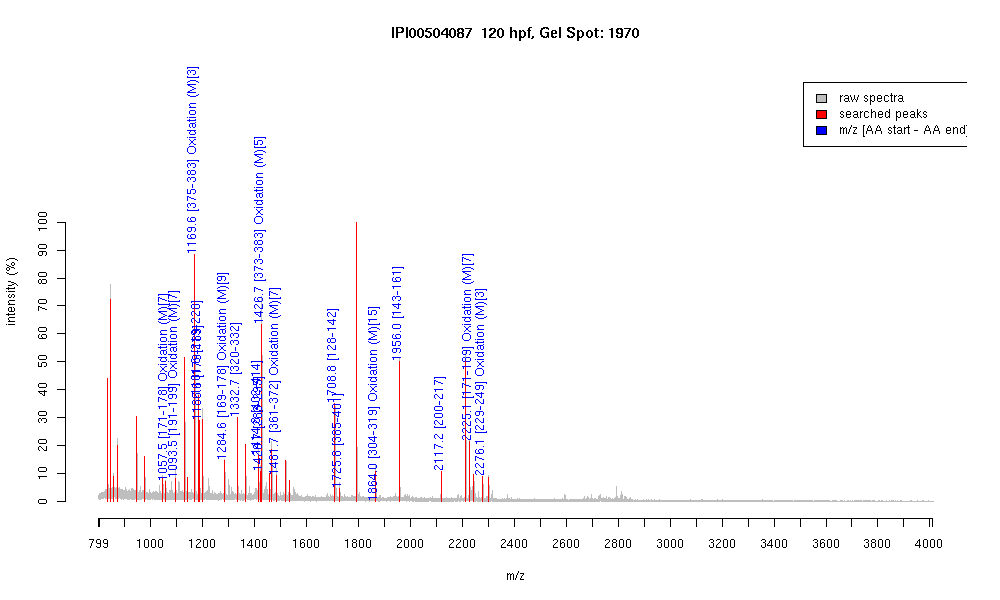 IPI00504087 120 hpf, Gel Spot: 1970
raw spectra
searched peaks
m/z [AA start - AA end]
intensity (%)
100
90
80
70
60
50
40
30
20
10
0
1057.5 [171-178] Oxidation (M)[7]
1093.5 [191-199] Oxidation (M)[7]
1169.6 [375-383] Oxidation (M)[3]
1284.6 [169-178] Oxidation (M)[9]
1332.7 [320-332]
1426.7 [373-383] Oxidation (M)[5]
1481.7 [361-372] Oxidation (M)[7]
1708.8 [128-142]
1725.8 [385-401]
1864.0 [304-319] Oxidation (M)[15]
1956.0 [143-161]
2117.2 [200-217]
2225.1 [171-189] Oxidation (M)[7]
2276.1 [229-249] Oxidation (M)[3]
799 1000 1200 1400 1600 1800 2000 2200 2400 2600 2800 3000 3200 3400 3600 3800 4000
m/z